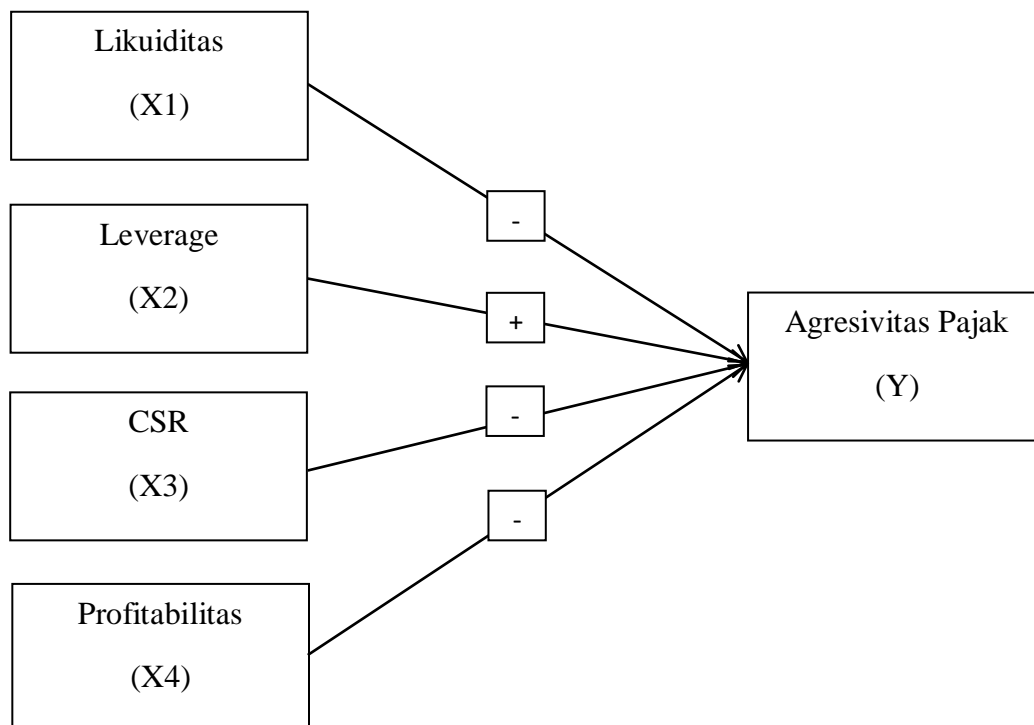 Likuiditas
(X1)
-
Leverage
(X2)
+
Agresivitas Pajak
(Y)
CSR
(X3)
-
Profitabilitas
(X4)
-